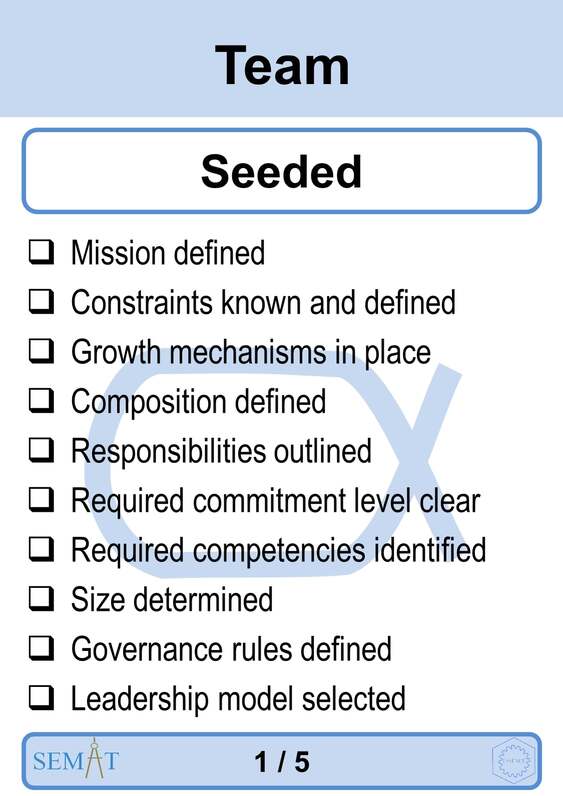 Team
Seeded
❑ Mission defined
❑ Constraints known and defined
❑ Growth mechanisms in place
❑ Composition defined
❑ Responsibilities outlined
❑ Required commitment level clear
❑ Required competencies identified
❑ Size determined
❑ Governance rules defined
❑ Leadership model selected
SEMAT
1 / 5